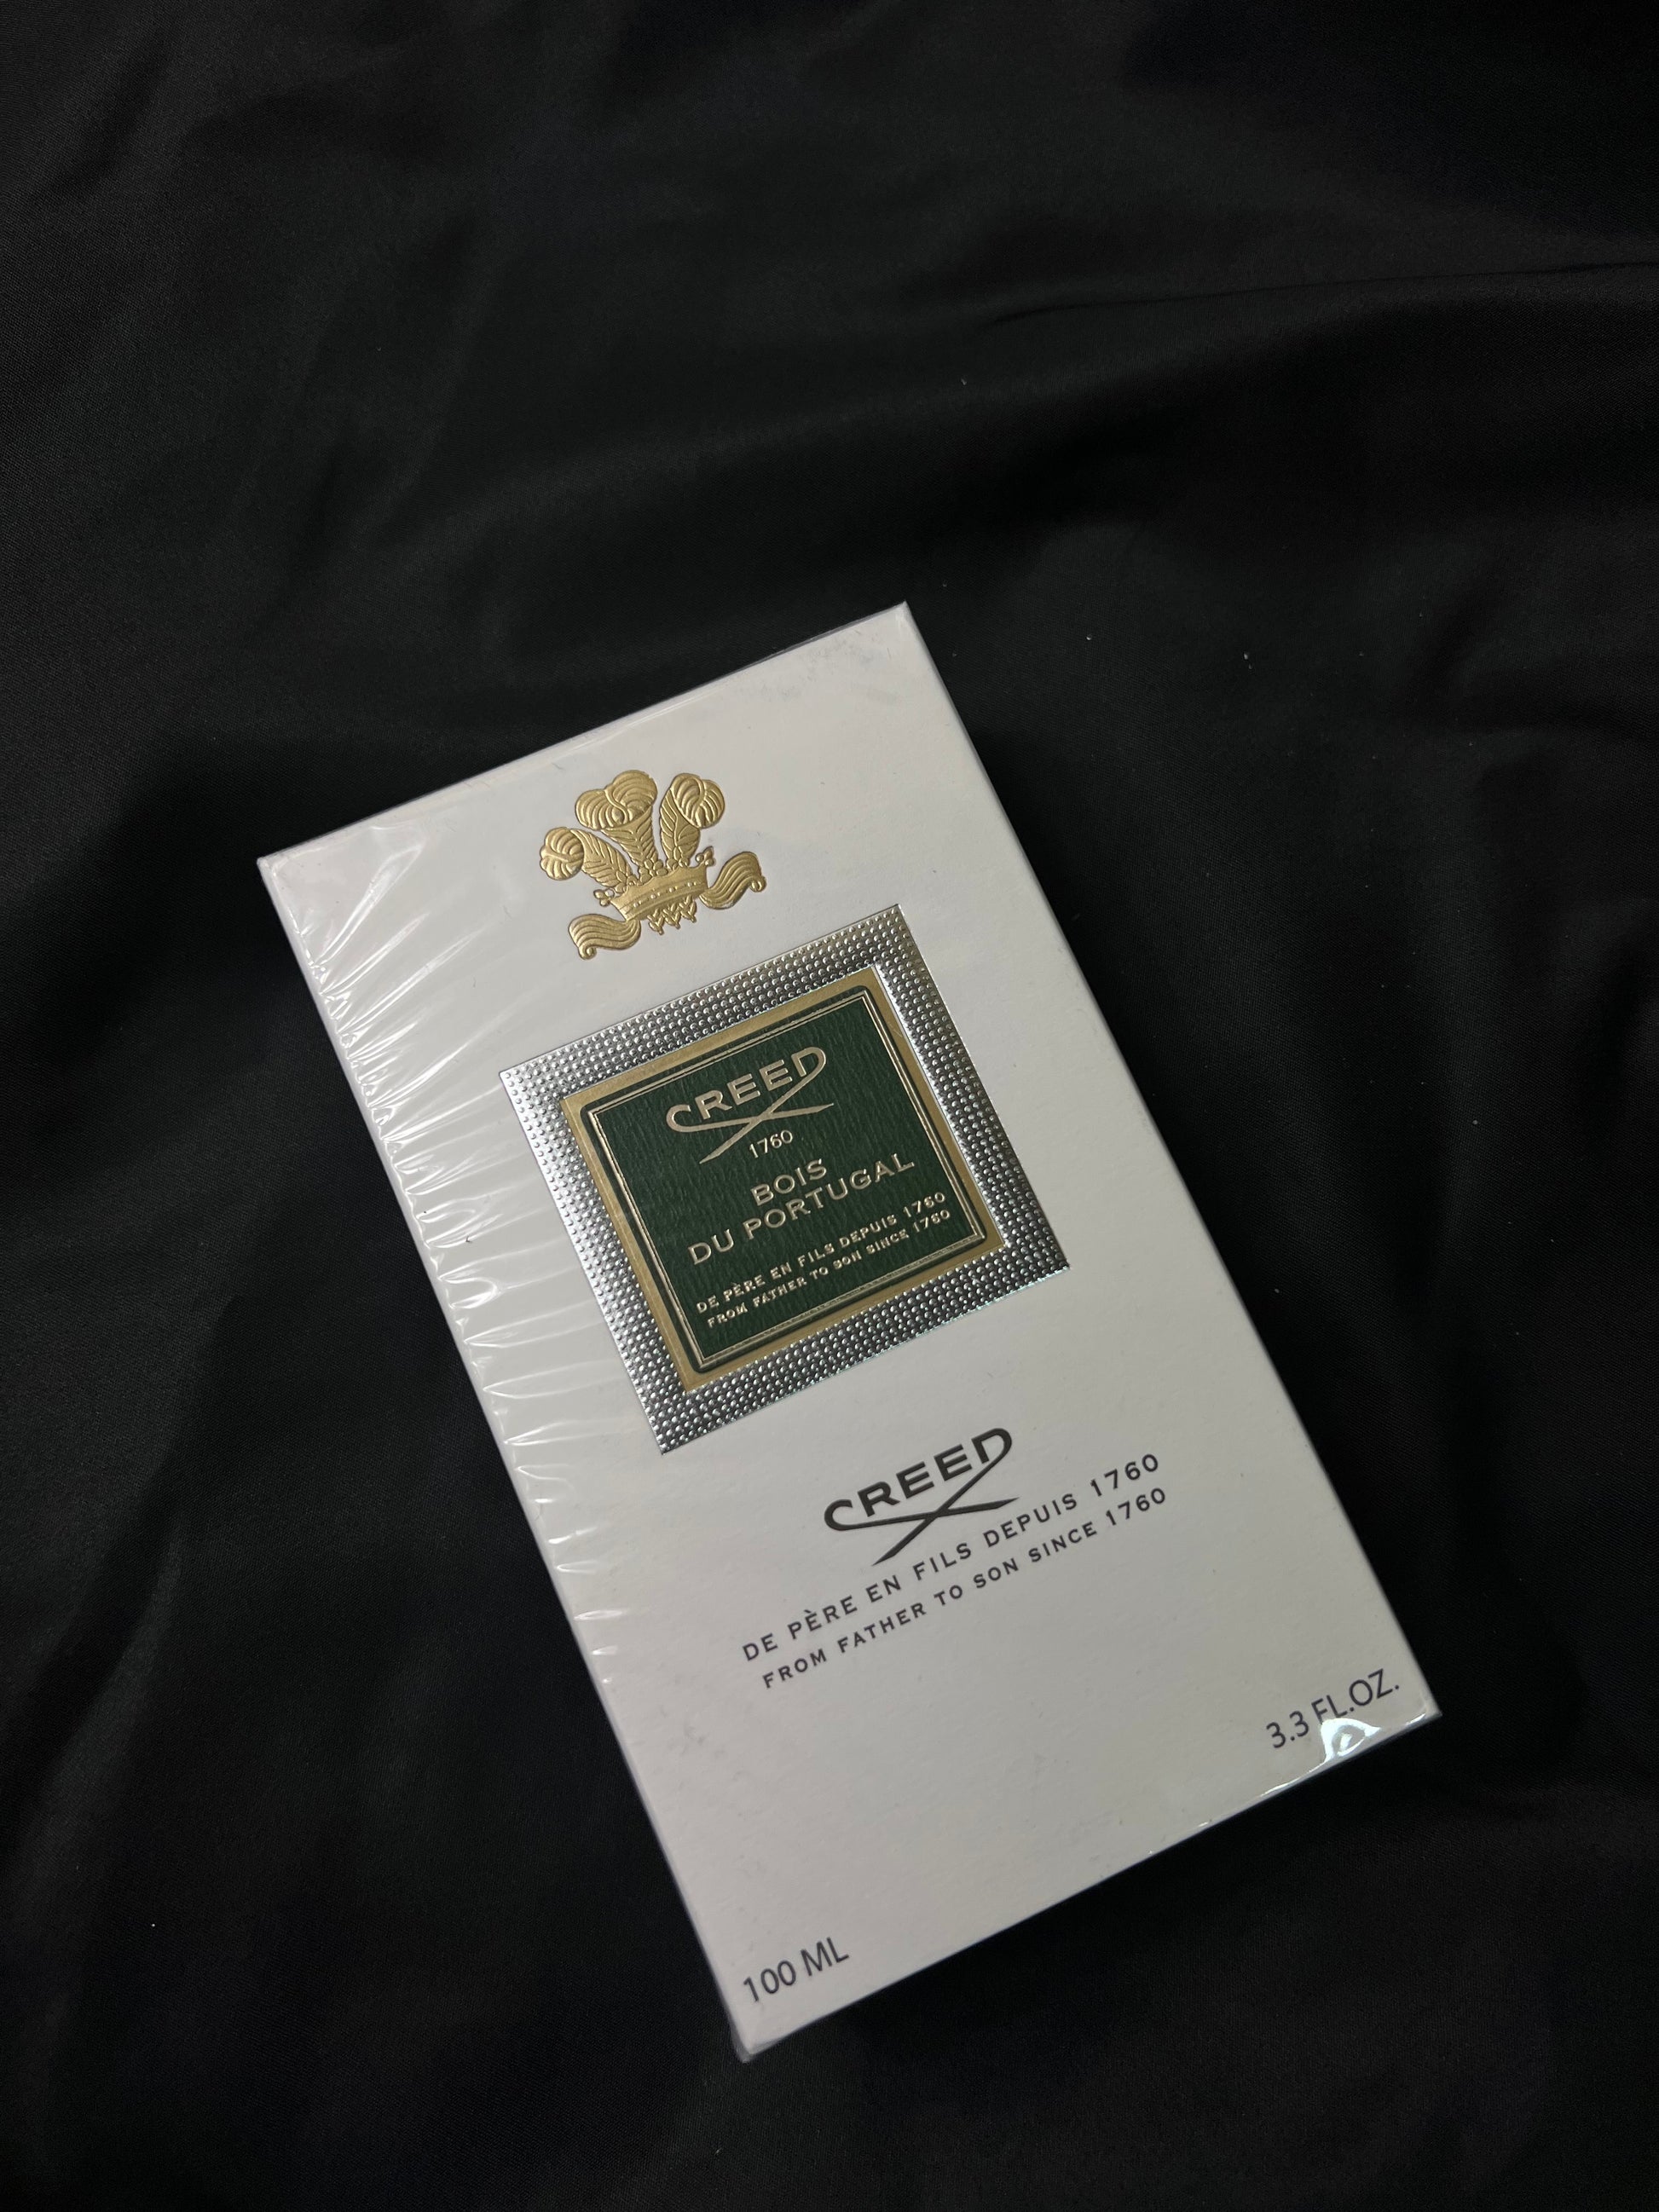 CREED
1760
BOIS
DU PORTUGAL
DE PÈRE EN FILS DEPUIS 1760
FROM FATHER TO SON SINCE 1760
CREED
DE PÈRE EN FILS DEPUIS 1760
FROM FATHER TO SON SINCE 1760
3.3 FL.OZ.
100 ML